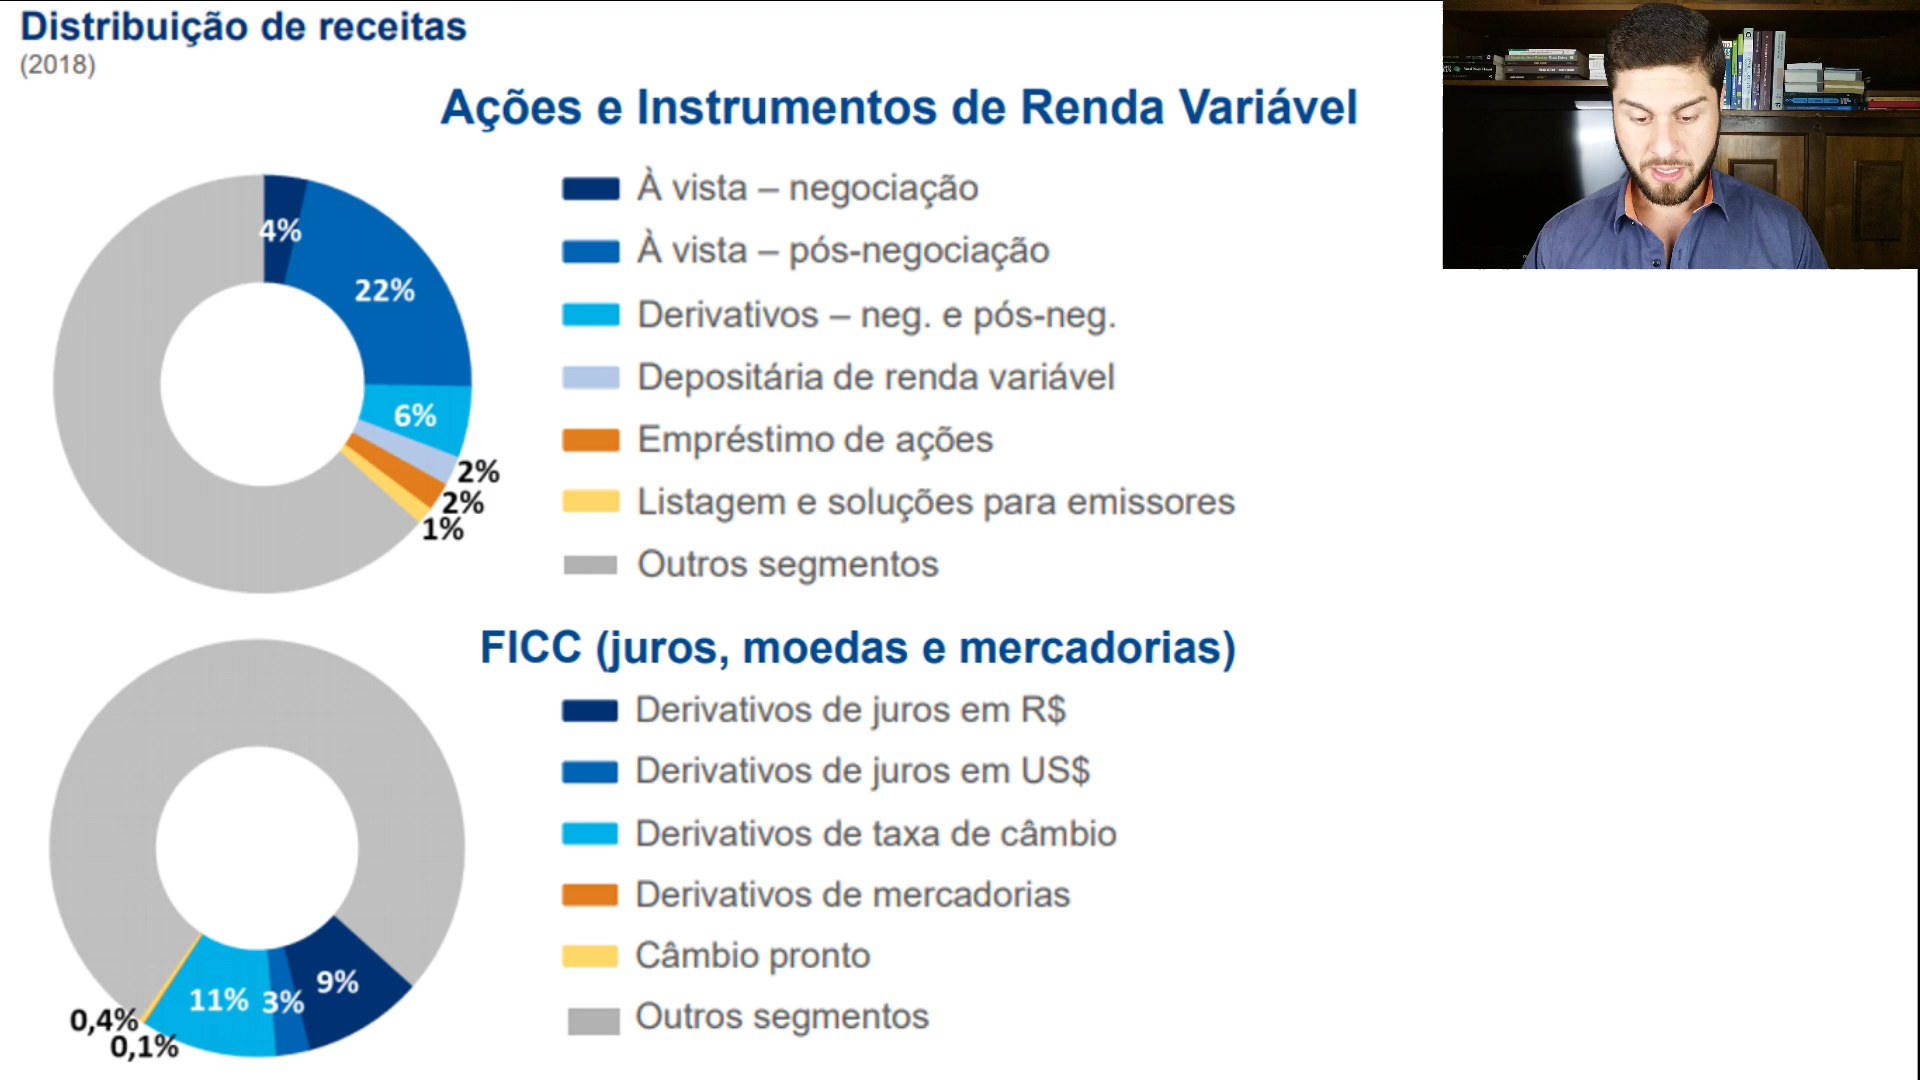 Distribuição de receitas
(2018)
Ações e Instrumentos de Renda Variável
4%
22%
6%
2%
2%
1%
À vista – negociação
À vista – pós-negociação
Derivativos – neg. e pós-neg.
Depositária de renda variável
Empréstimo de ações
Listagem e soluções para emissores
Outros segmentos
FICC (juros, moedas e mercadorias)
9%
3%
11%
0,4%
0,1%
Derivativos de juros em R$
Derivativos de juros em US$
Derivativos de taxa de câmbio
Derivativos de mercadorias
Câmbio pronto
Outros segmentos